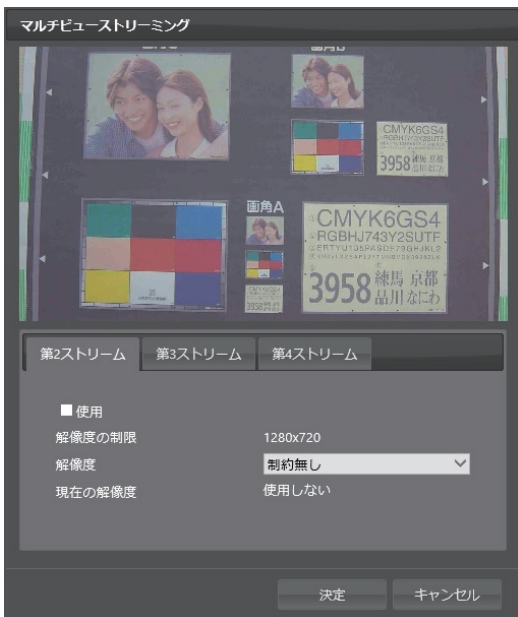 マルチビューストリーミング
CMYK6GS4
3958 練馬 京都
画角A
CMYK6GS4
RGBHJ743Y2SUTF
3958 練馬 京都
品川 なにわ
第2ストリーム 第3ストリーム 第4ストリーム
使用
解像度の制限 1280x720
解像度 制約無し
現在の解像度 使用しない
決定 キャンセル